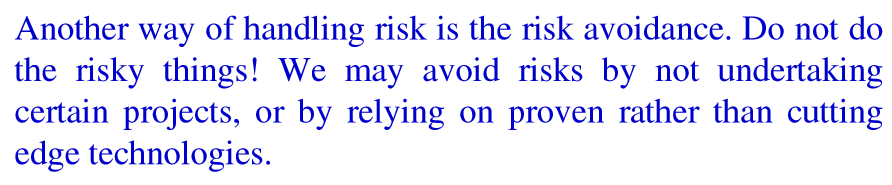 Another way of handling risk is the risk avoidance. Do not do
the risky things! We may avoid risks by not undertaking
certain projects, or by relying on proven rather than cutting
edge technologies.